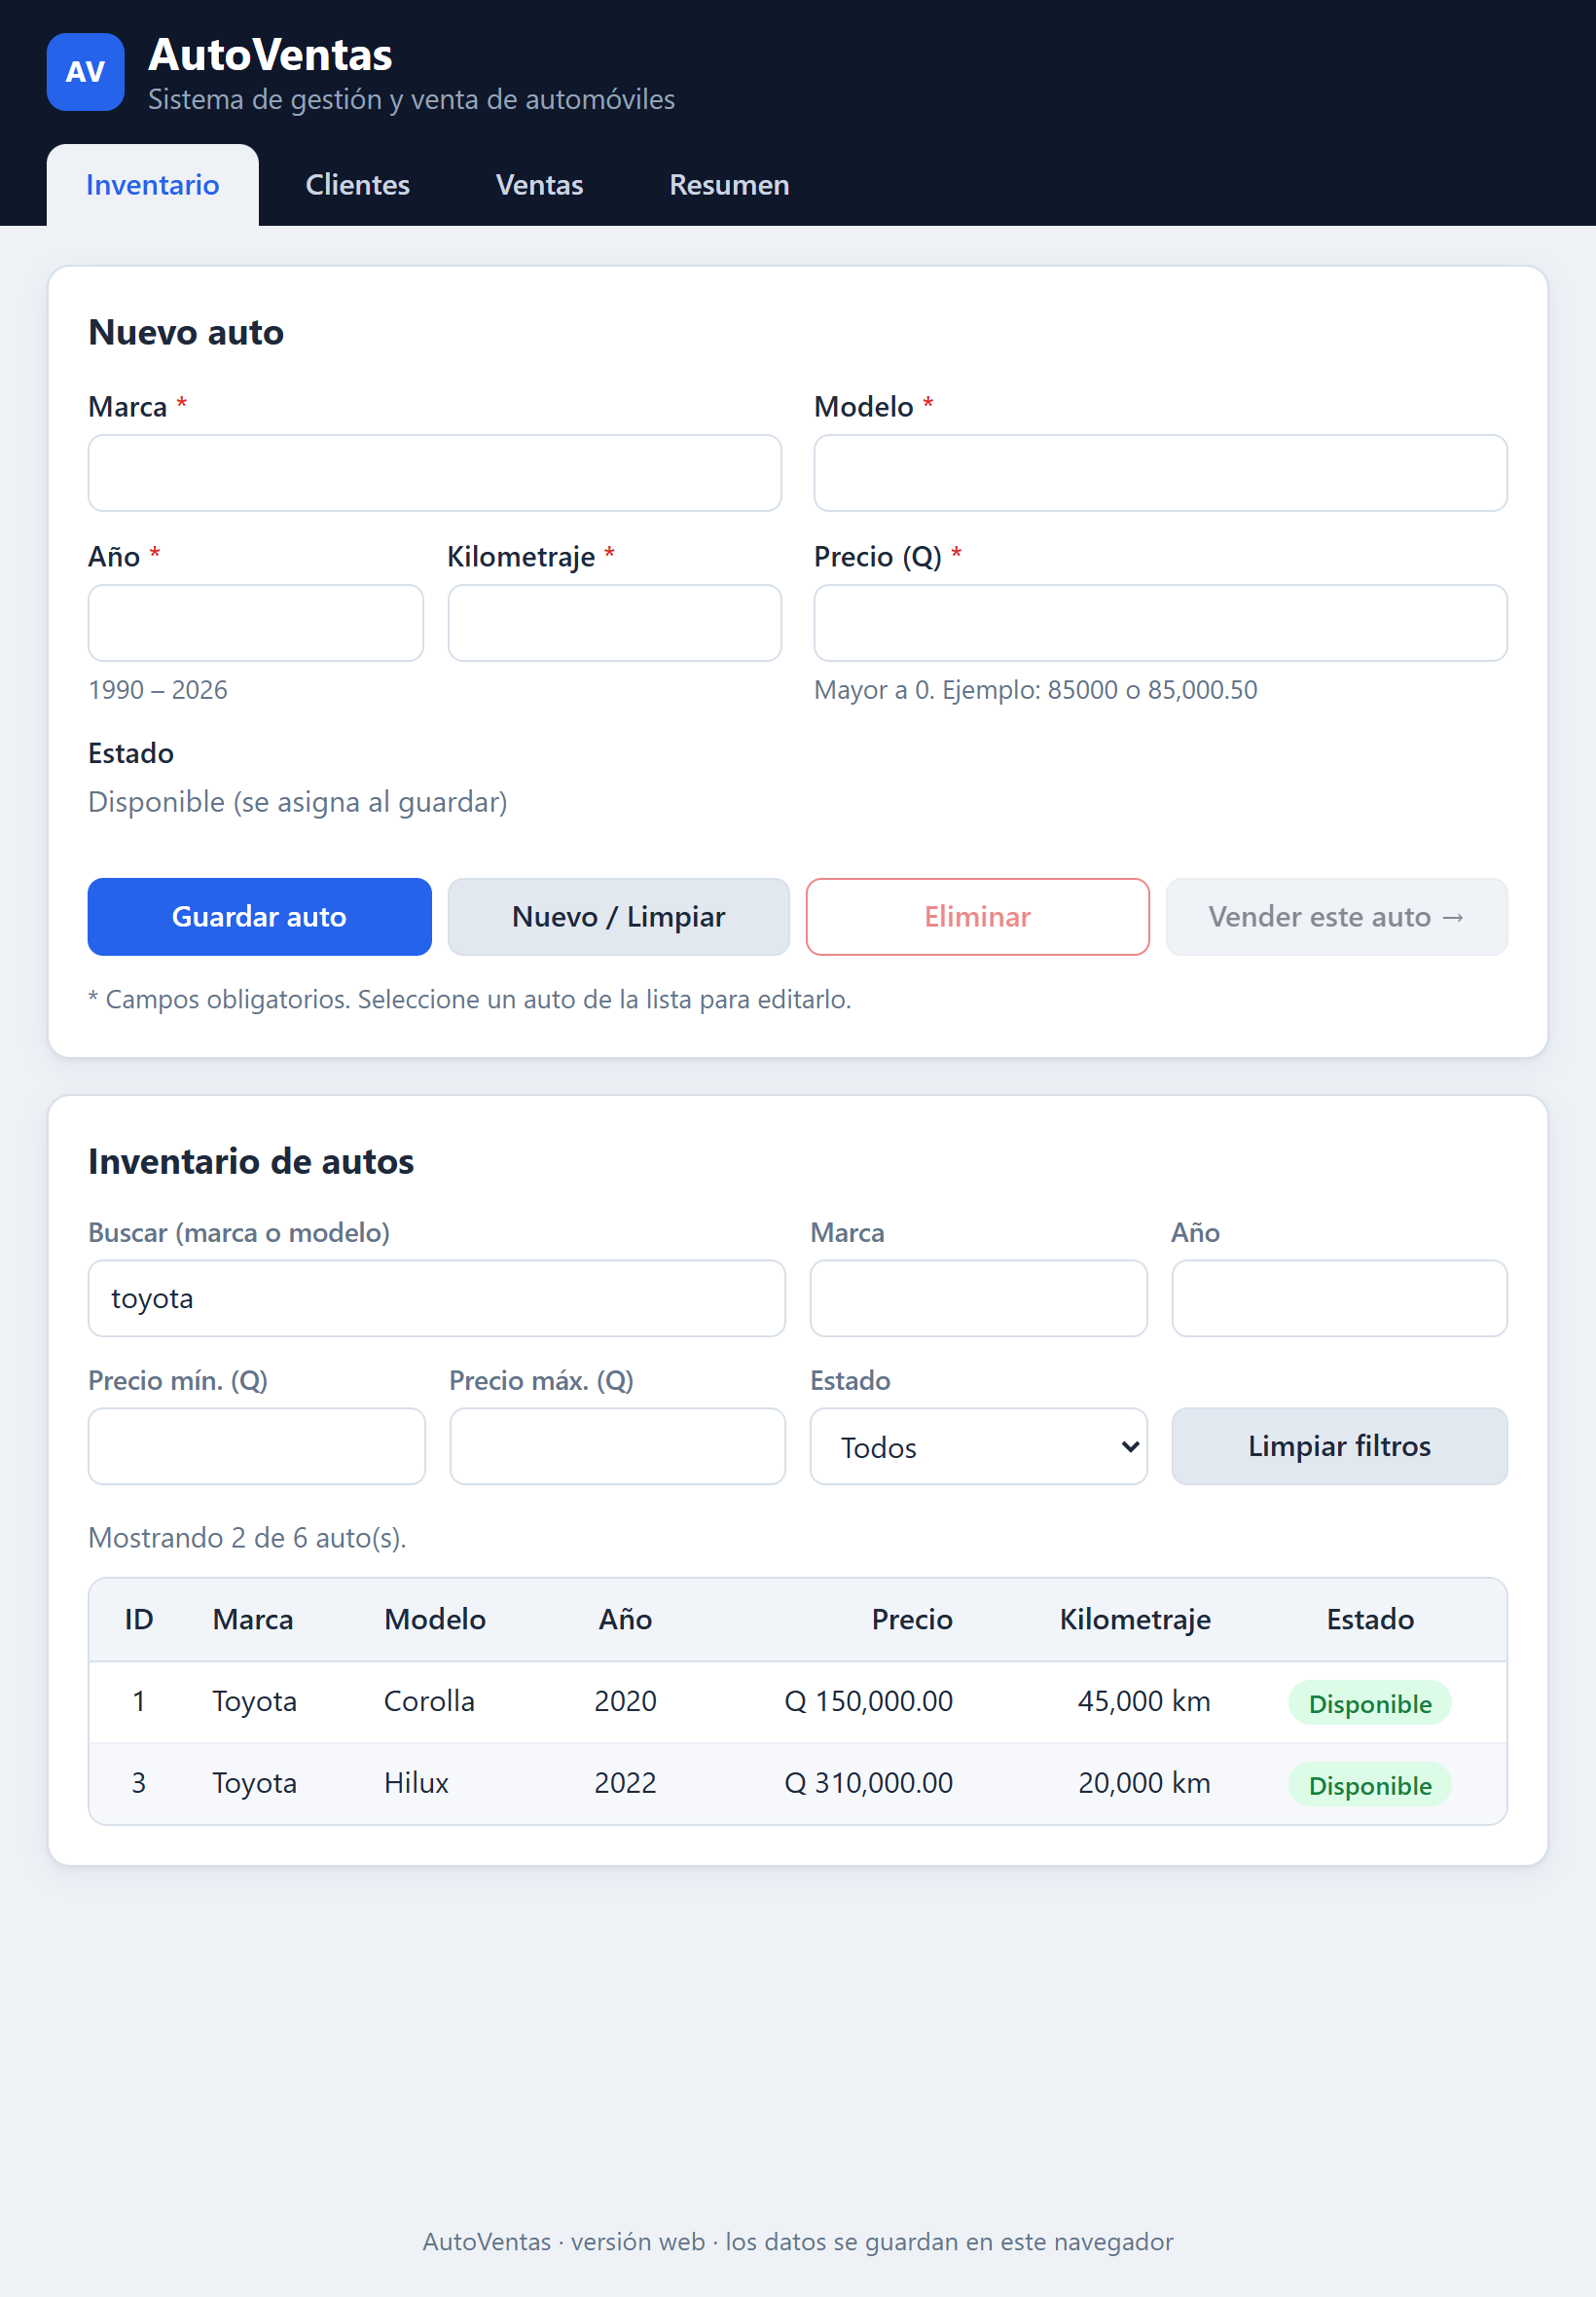 AV
AutoVentas
Sistema de gestión y venta de automóviles
Inventario Clientes Ventas Resumen
Nuevo auto
Marca * Modelo *
Año * Kilometraje * Precio (Q) *
1990 – 2026 Mayor a 0. Ejemplo: 85000 o 85,000.50
Estado
Disponible (se asigna al guardar)
Guardar auto Nuevo / Limpiar Eliminar Vender este auto →
* Campos obligatorios. Seleccione un auto de la lista para editarlo.
Inventario de autos
Buscar (marca o modelo) Marca Año
toyota
Precio mín. (Q) Precio máx. (Q) Estado
Todos Limpiar filtros
Mostrando 2 de 6 auto(s).
ID Marca Modelo Año Precio Kilometraje Estado
1 Toyota Corolla 2020 Q 150,000.00 45,000 km Disponible
3 Toyota Hilux 2022 Q 310,000.00 20,000 km Disponible
AutoVentas · versión web · los datos se guardan en este navegador